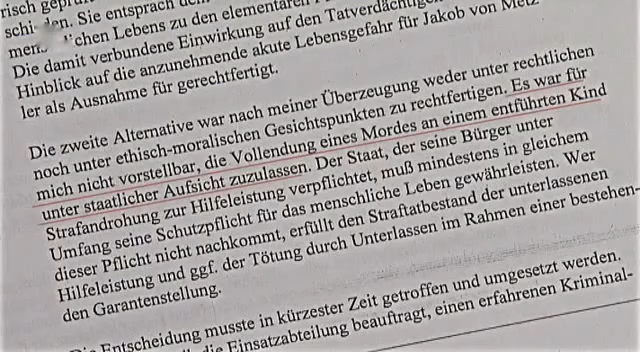 risch geprü
schi den. Sie entsprach dem
men chen Lebens zu den elementaren
Die damit verbundene Einwirkung auf den Tatverdächtigen
Hinblick auf die anzunehmende akute Lebensgefahr für Jakob von Metz-
ler als Ausnahme für gerechtfertigt.
Die zweite Alternative war nach meiner Überzeugung weder unter rechtlichen
noch unter ethisch-moralischen Gesichtspunkten zu rechtfertigen. Es war für
mich nicht vorstellbar, die Vollendung eines Mordes an einem entführten Kind
unter staatlicher Aufsicht zuzulassen. Der Staat, der seine Bürger unter
Strafandrohung zur Hilfeleistung verpflichtet, muß mindestens in gleichem
Umfang seine Schutzpflicht für das menschliche Leben gewährleisten. Wer
dieser Pflicht nicht nachkommt, erfüllt den Straftatbestand der unterlassenen
Hilfeleistung und ggf. der Tötung durch Unterlassen im Rahmen einer bestehen-
den Garantenstellung.
Entscheidung musste in kürzester Zeit getroffen und umgesetzt werden.
die Einsatzabteilung beauftragt, einen erfahrenen Kriminal-